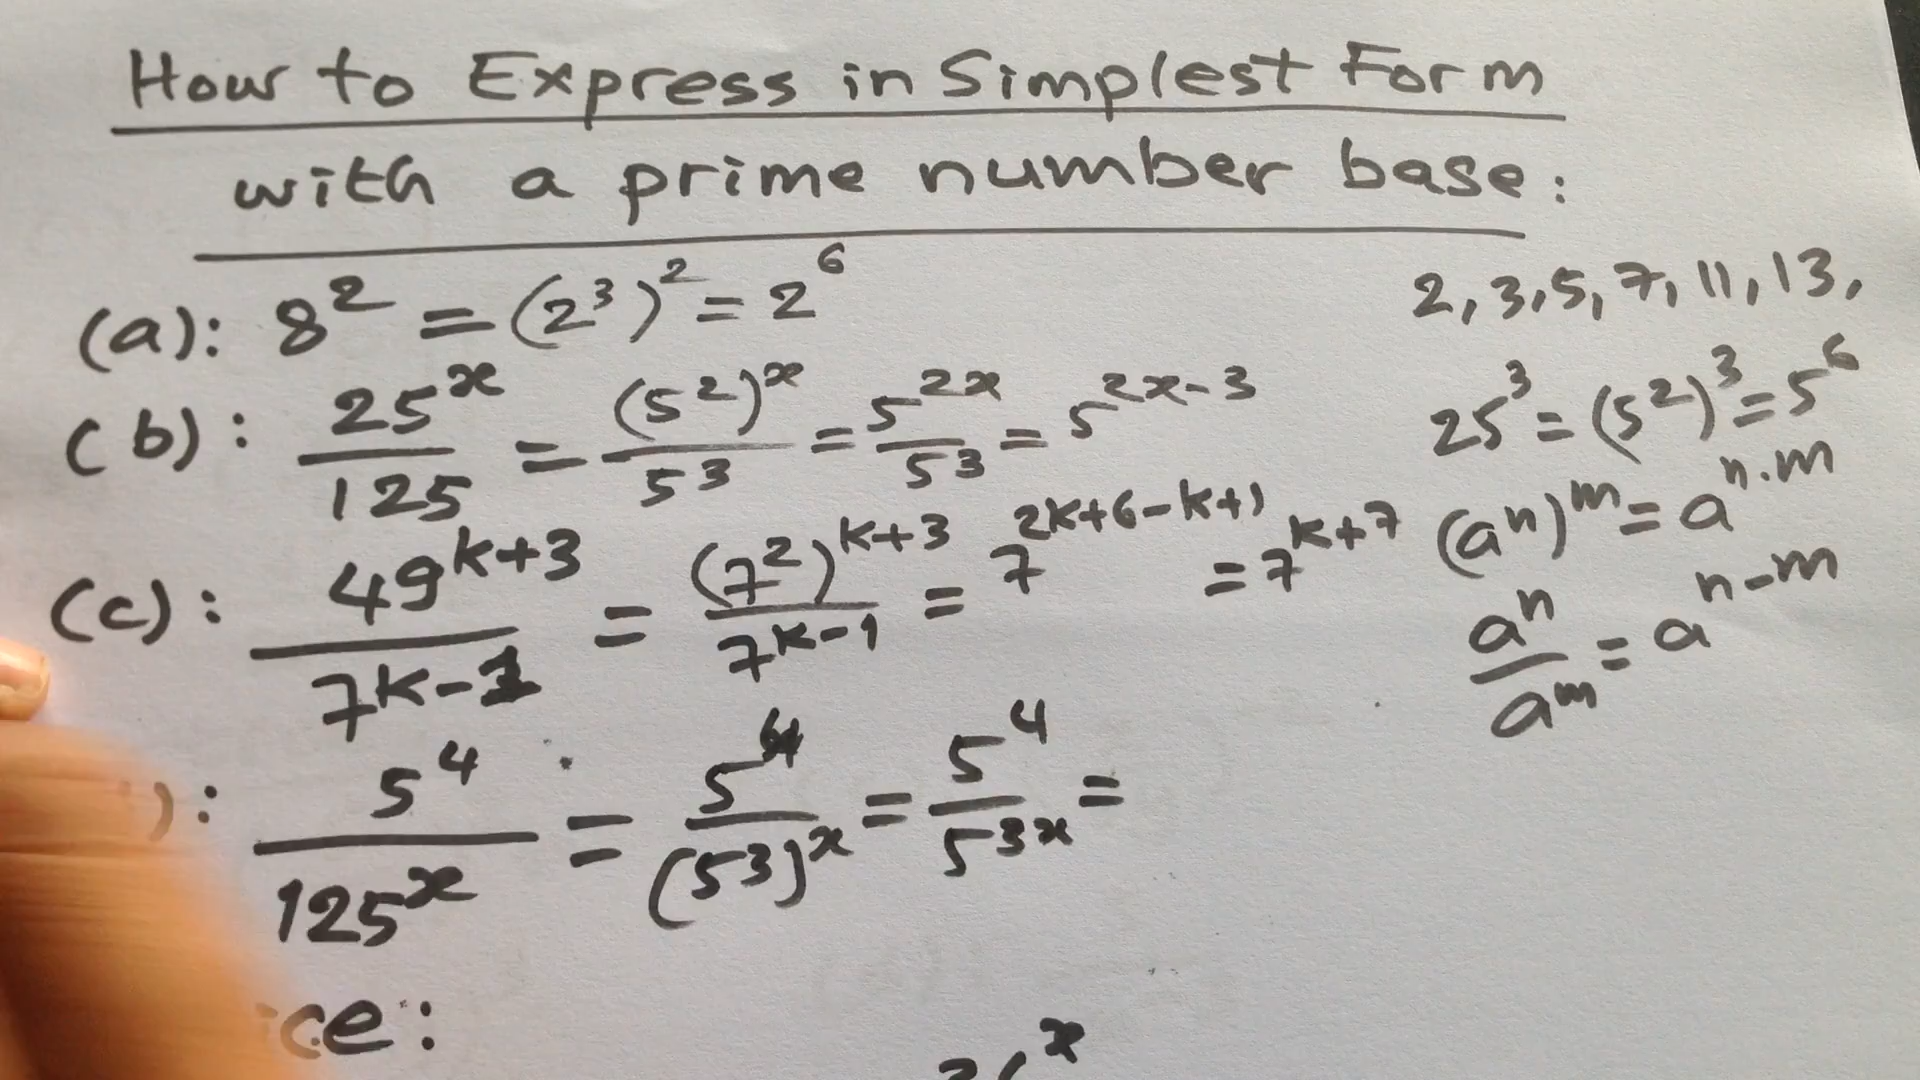 How to Express in Simplest Form
with a prime number base:
2, 3, 5, 7, 11, 13,
(a): 8² = (2³)² = 2⁶
(b): 25^x / 125 = (5²)^x / 5³ = 5^2x / 5³ = 5^2x-3
25³ = (5²)³ = 5⁶
(c): 49^k+3 / 7^k-1 = (7²)^k+3 / 7^k-1 = 7^2k+6-k+1 = 7^k+7
(aⁿ)^m = a^n.m
aⁿ / a^m = a^n-m
): 5⁴ / 125^x = 5⁴ / (5³)^x = 5⁴ / 5^3x =